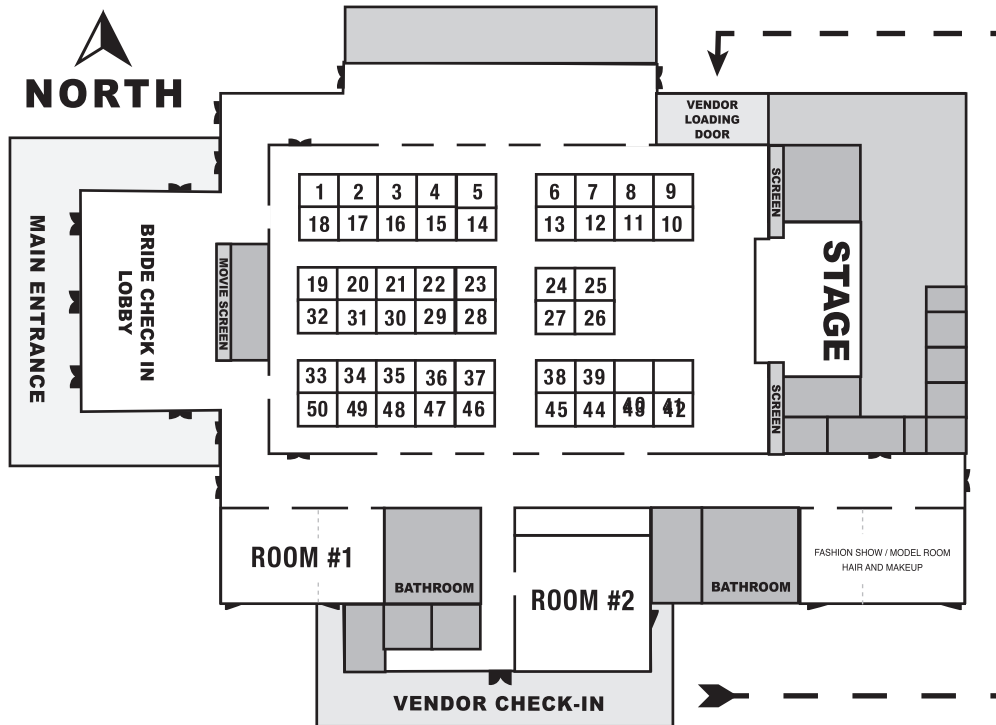 NORTH
VENDOR
LOADING
DOOR
MAIN ENTRANCE
BRIDE CHECK IN
LOBBY
MOVIE SCREEN
1 2 3 4 5 6 7 8 9
18 17 16 15 14 13 12 11 10
19 20 21 22 23 24 25
32 31 30 29 28 27 26
33 34 35 36 37 38 39
50 49 48 47 46 45 44 40 43 41 42
SCREEN
STAGE
SCREEN
ROOM #1
BATHROOM
ROOM #2
BATHROOM
FASHION SHOW / MODEL ROOM
HAIR AND MAKEUP
VENDOR CHECK-IN